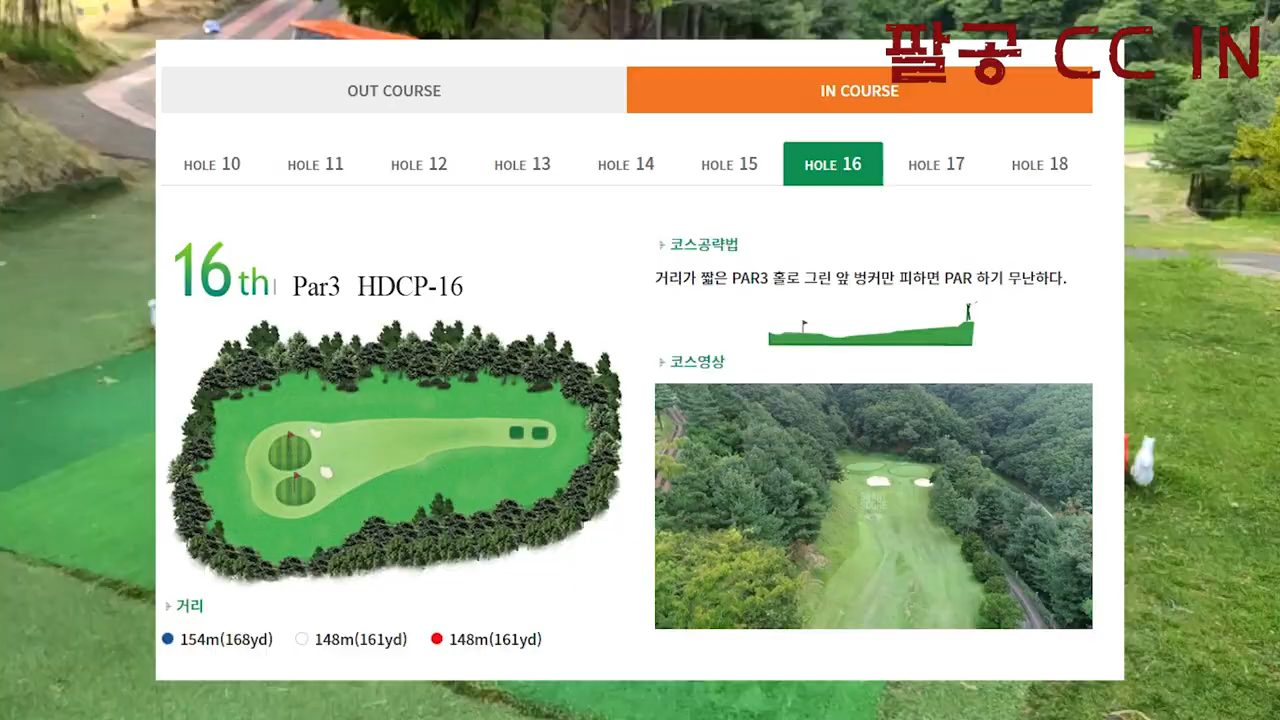 팔공 CC IN
OUT COURSE
IN COURSE
HOLE 10
HOLE 11
HOLE 12
HOLE 13
HOLE 14
HOLE 15
HOLE 16
HOLE 17
HOLE 18
16th Par3 HDCP-16
코스공략법
거리가 짧은 PAR3 홀로 그린 앞 벙커만 피하면 PAR 하기 무난하다.
코스영상
거리
154m(168yd)
148m(161yd)
148m(161yd)